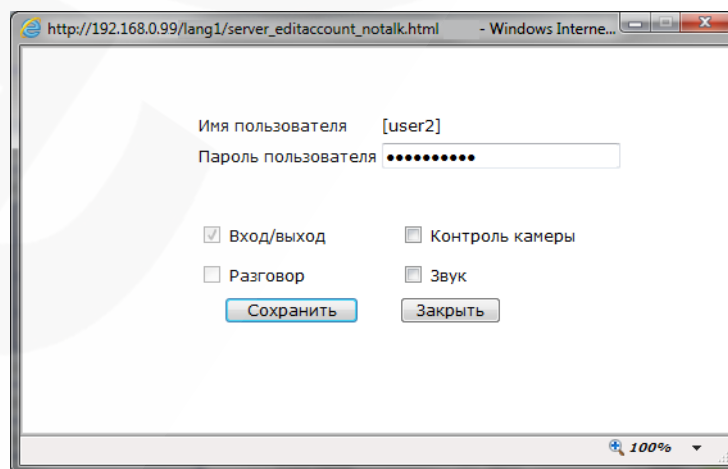 http://192.168.0.99/lang1/server_editaccount_notalk.html - Windows Interne...
Имя пользователя [user2]
Пароль пользователя ●●●●●●●●●●
Вход/выход Контроль камеры
Разговор Звук
Сохранить Закрыть
100%